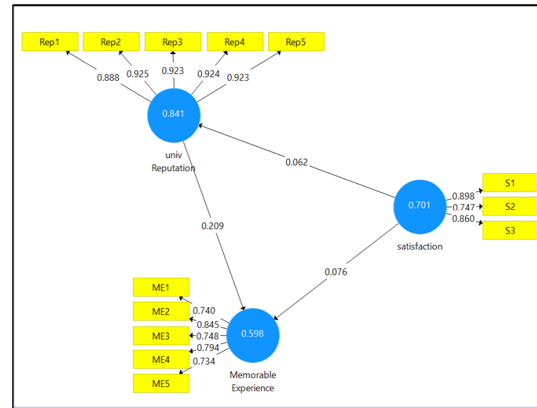 Rep1 Rep2 Rep3 Rep4 Rep5
0.888 0.925 0.923 0.924 0.923
0.841
univ
Reputation
0.062
S1
0.898
0.701
0.747
S2
0.860
S3
satisfaction
0.209
0.076
ME1
0.740
ME2
0.845
ME3
0.748
0.598
0.794
ME4
0.734
ME5
Memorable
Experience